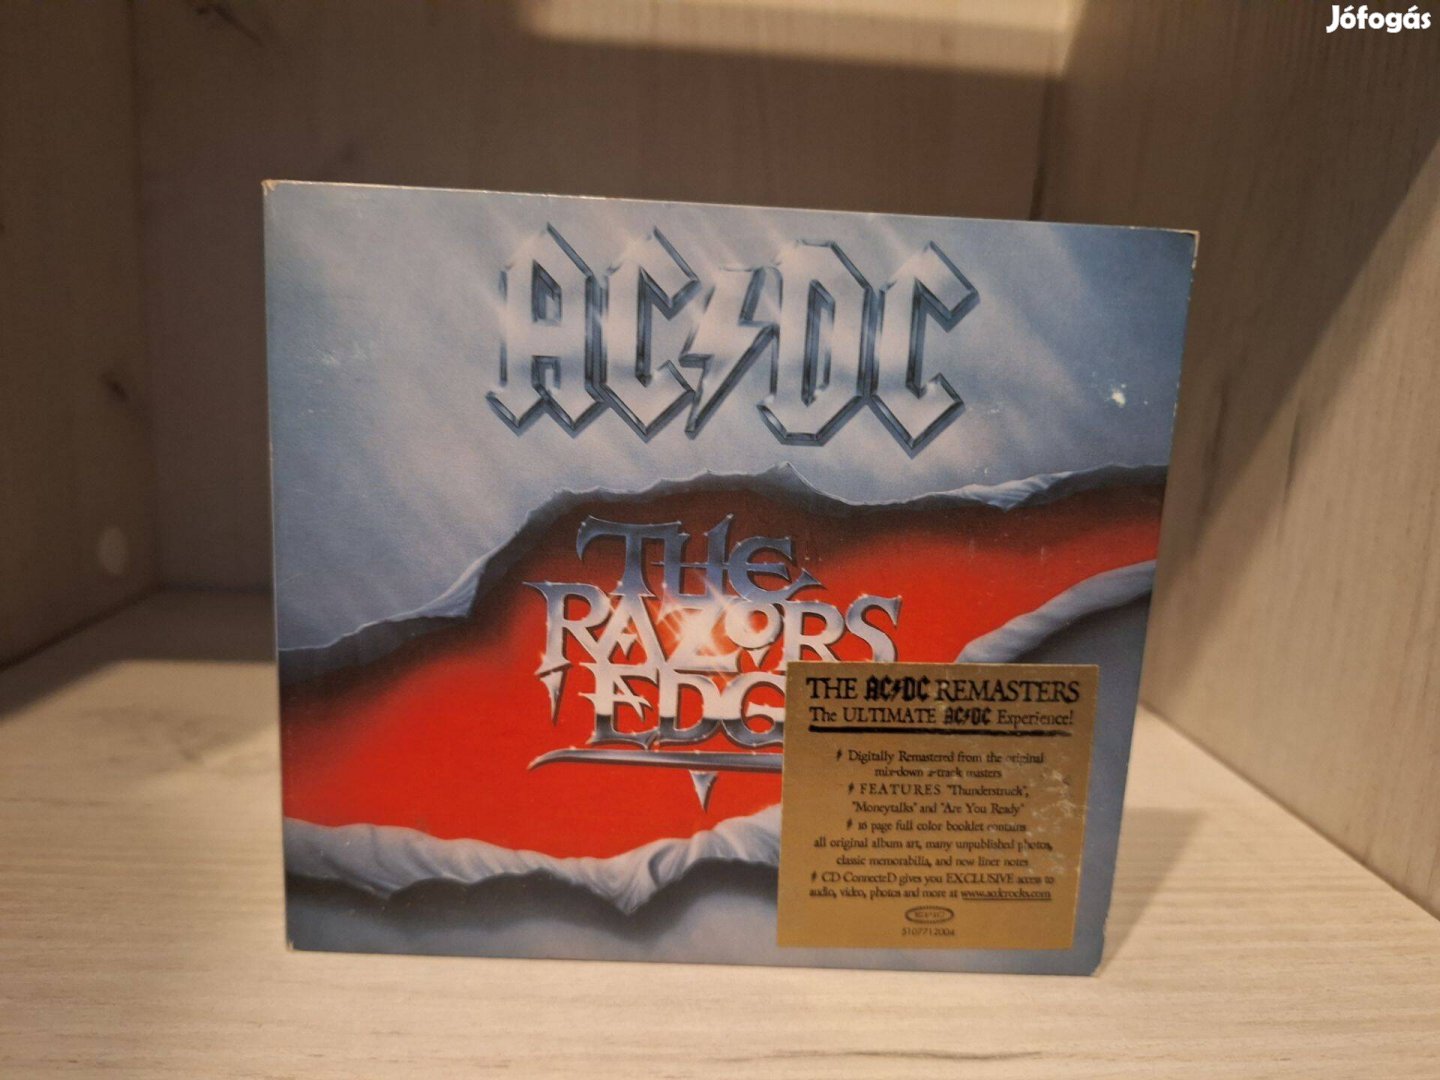 Jófogás
AC/DC
THE
RAZORS
EDG
THE AC/DC REMASTERS
The ULTIMATE AC/DC Experience!
Digitally Remastered from the original
mix-down 2-track masters
FEATURES "Thunderstruck",
"Moneytalks" and "Are You Ready"
16 page full color booklet contains
all original album art, many unpublished photos,
classic memorabilia, and new liner notes
CD ConnecteD gives you EXCLUSIVE access to
audio, video, photos and more at www.acdcrocks.com
epic
5107712004